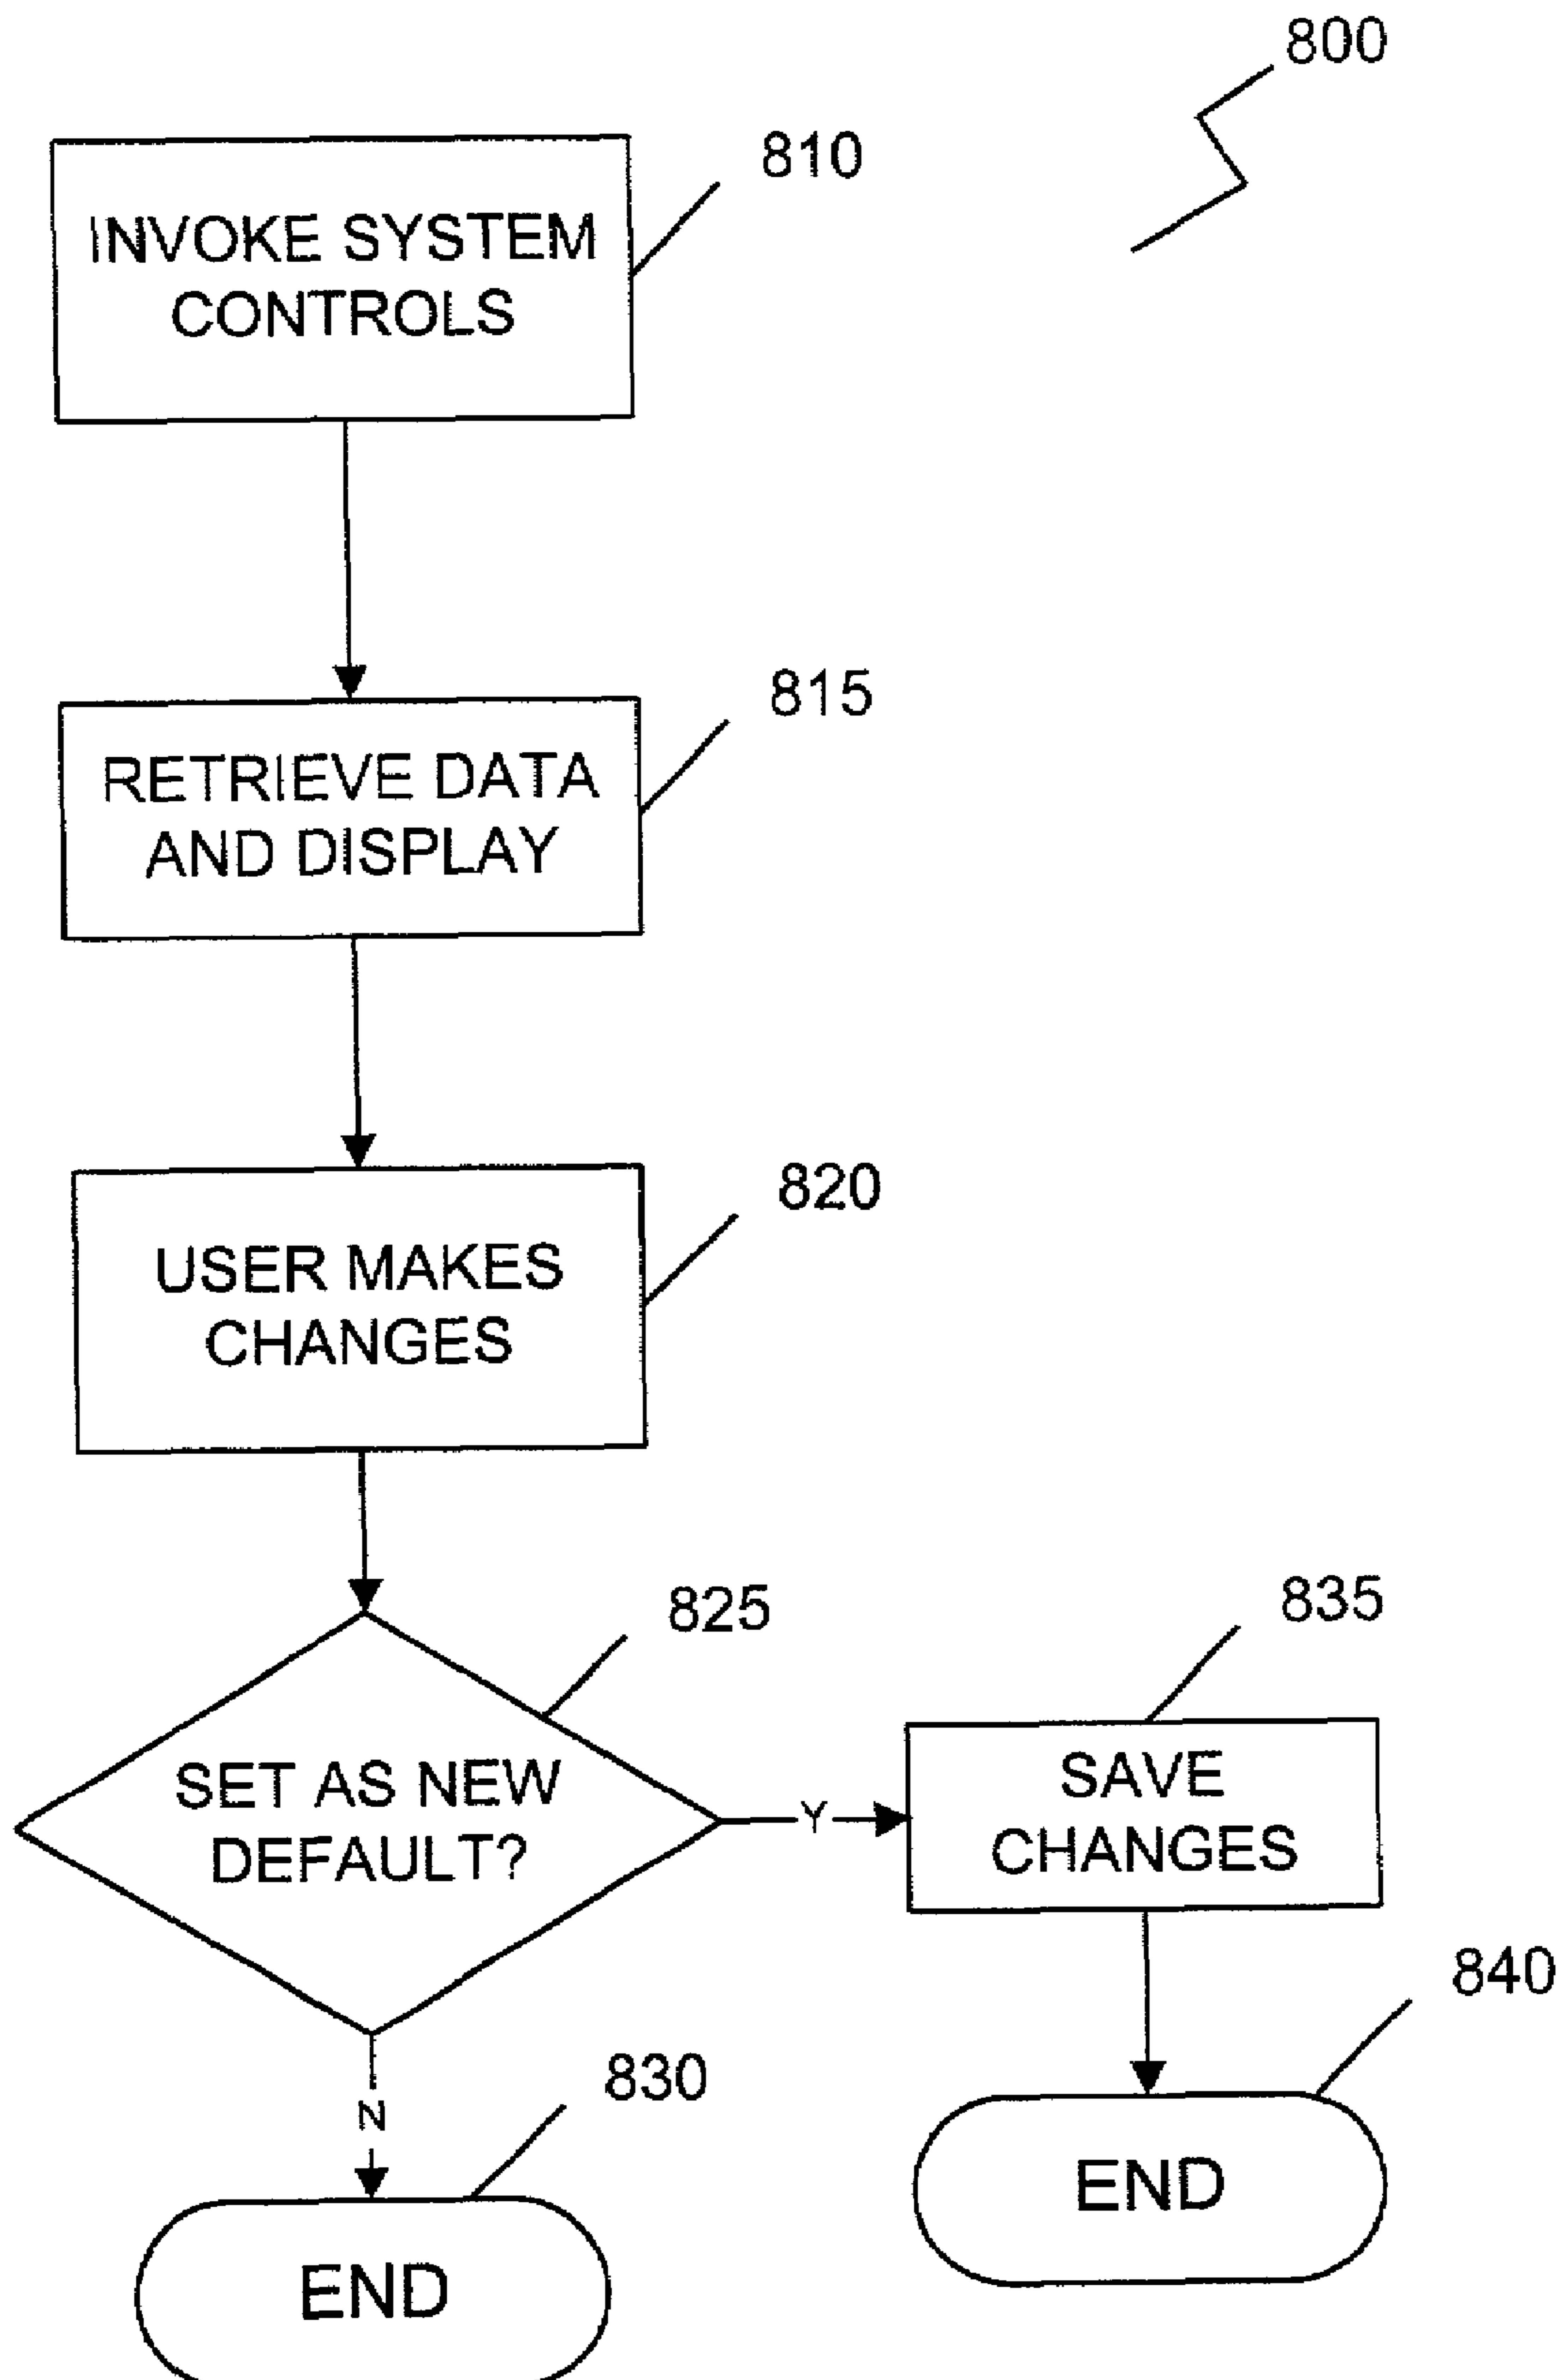 800
810
INVOKE SYSTEM
CONTROLS
815
RETRIEVE DATA
AND DISPLAY
820
USER MAKES
CHANGES
825
SET AS NEW
DEFAULT?
Y
835
SAVE
CHANGES
840
END
N
830
END